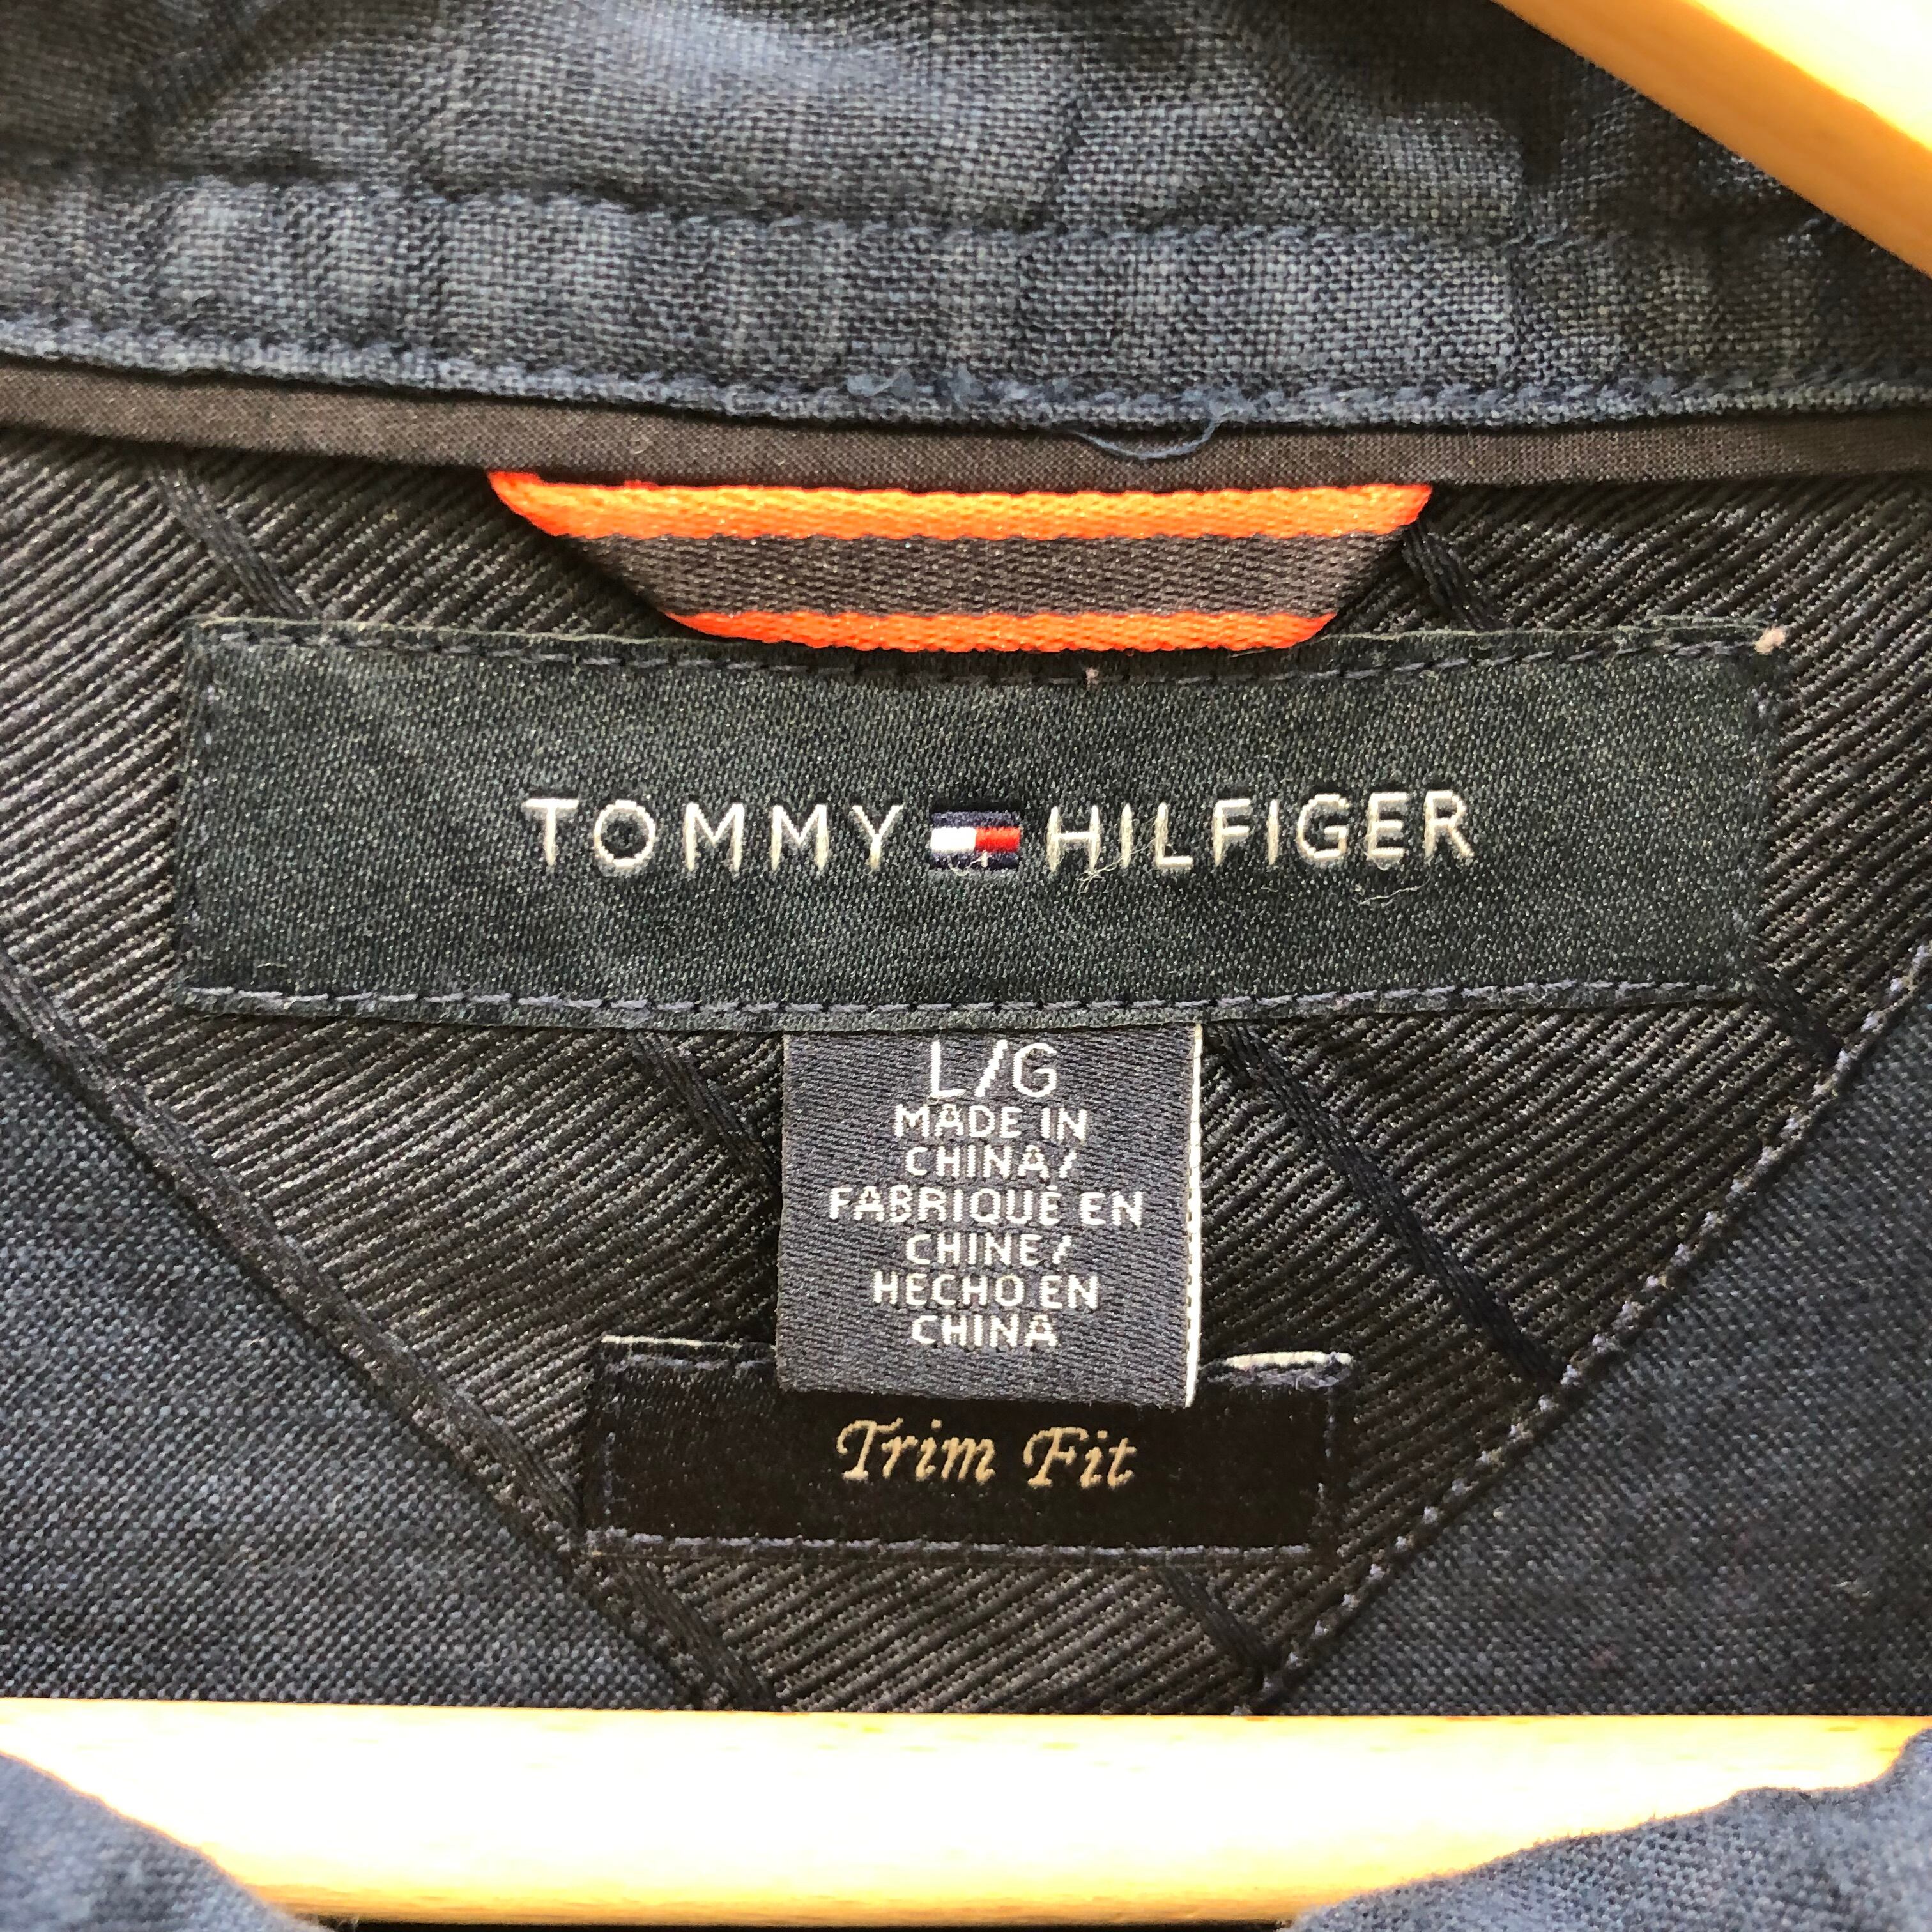 TOMMY HILFIGER
L/G
MADE IN
CHINA/
FABRIQUÉ EN
CHINE/
HECHO EN
CHINA
Trim Fit